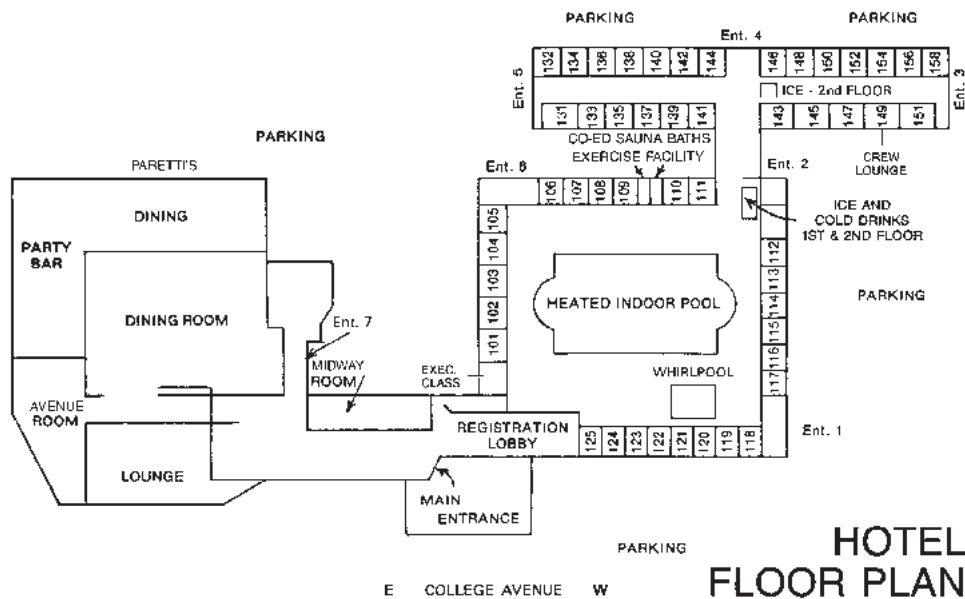 PARKING
PARKING
Ent. 4
132 134 136 138 140 142 144
146 148 150 152 154 156 158
Ent. 5
Ent. 3
ICE - 2nd FLOOR
131 133 135 137 139 141
143 145 147 149 151
PARKING
CO-ED SAUNA BATHS
EXERCISE FACILITY
CREW
LOUNGE
PARETTI'S
Ent. 6
Ent. 2
106 107 108 109 110 111
ICE AND
COLD DRINKS
1ST & 2ND FLOOR
DINING
PARTY
BAR
105
104
103
102
101
112
113
114
115
116
117
PARKING
HEATED INDOOR POOL
DINING ROOM
Ent. 7
MIDWAY
ROOM
EXEC.
CLASS
WHIRLPOOL
AVENUE
ROOM
REGISTRATION
LOBBY
125 124 123 122 121 120 119 118
Ent. 1
LOUNGE
MAIN
ENTRANCE
PARKING
HOTEL
FLOOR PLAN
E COLLEGE AVENUE W